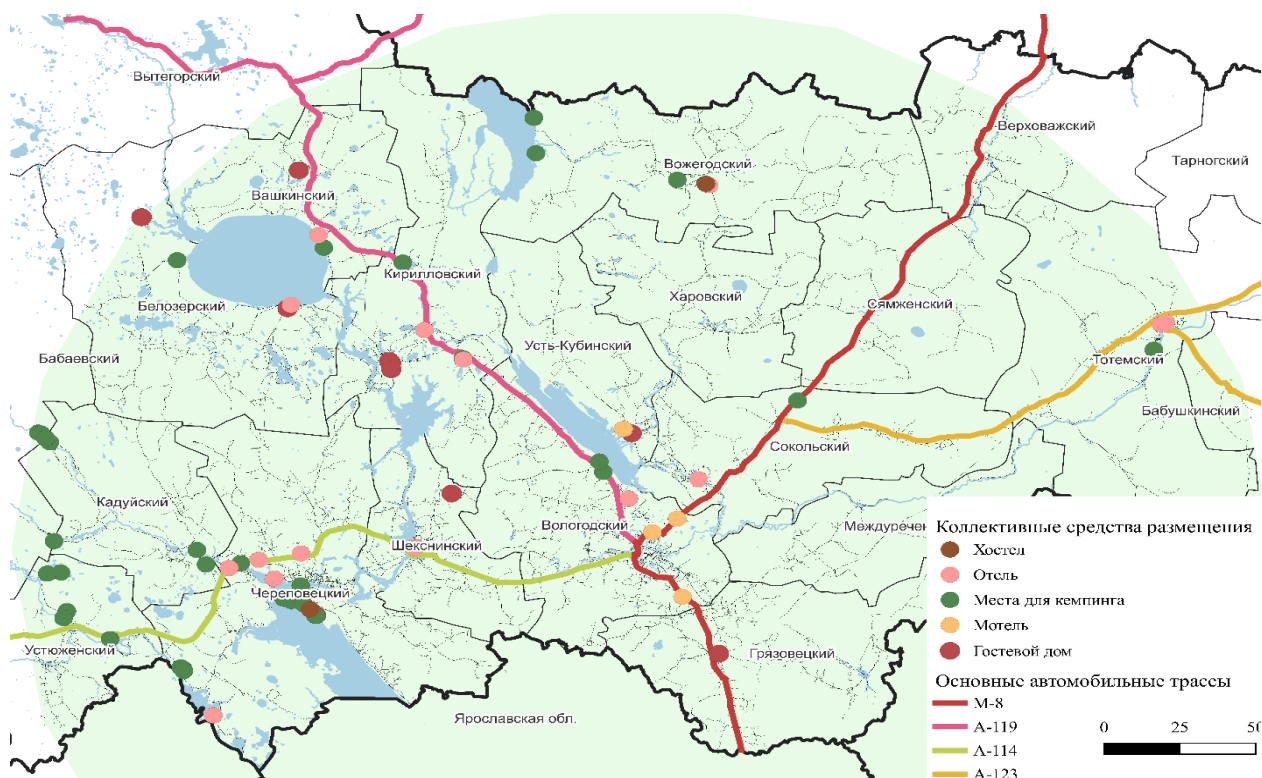 Вытегорский
Верховажский
Тарногский
Вожегодский
Вашкинский
Кирилловский
Белозерский
Харовский
Сямженский
Усть-Кубинский
Бабаевский
Тотемский
Бабушкинский
Сокольский
Кадуйский
Вологодский
Междуречен
Шекснинский
Череповецкий
Устюженский
Грязовецкий
Ярославская обл.
Коллективные средства размещения
Хостел
Отель
Места для кемпинга
Мотель
Гостевой дом
Основные автомобильные трассы
М-8
А-119
А-114
А-123
0 25 50